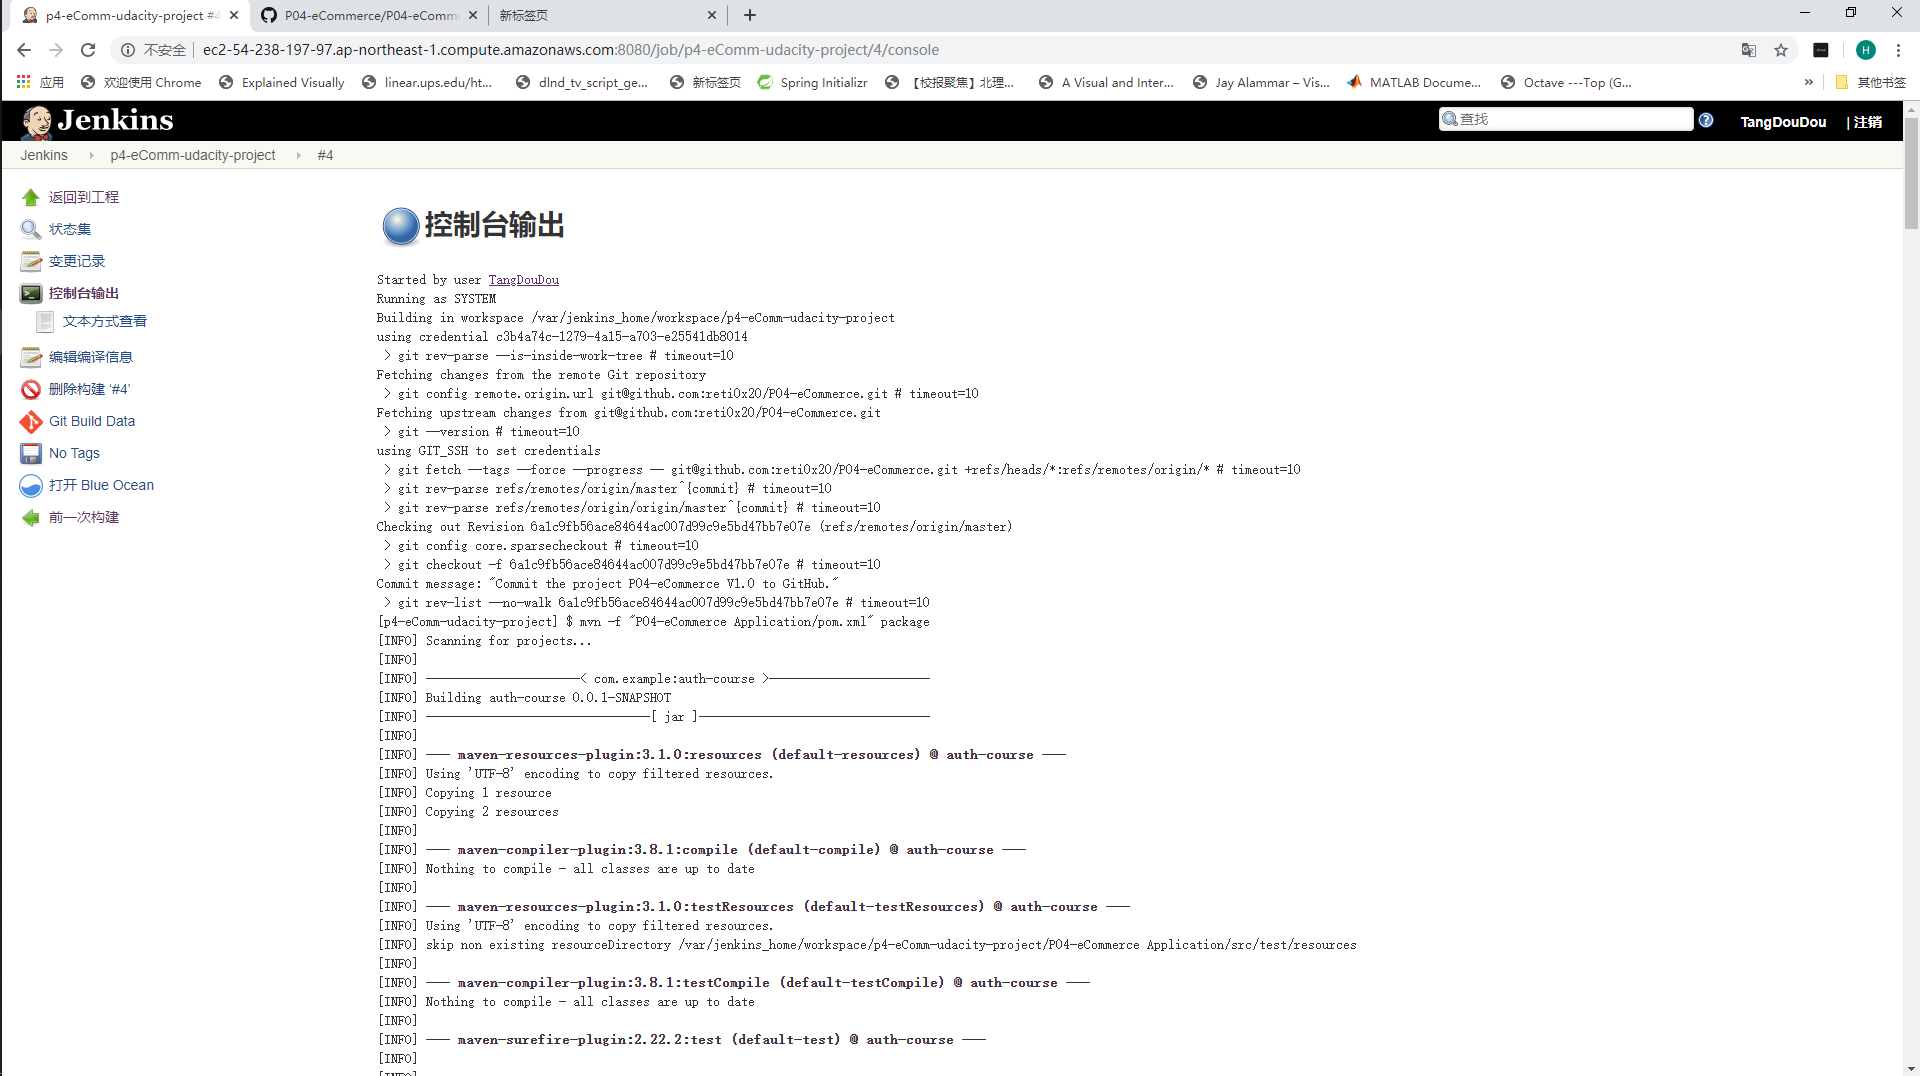 p4-eComm-udacity-project #4
P04-eCommerce/P04-eComm
新标签页
不安全
ec2-54-238-197-97.ap-northeast-1.compute.amazonaws.com:8080/job/p4-eComm-udacity-project/4/console
H
应用
欢迎使用 Chrome
Explained Visually
linear.ups.edu/ht...
dlnd_tv_script_ge...
新标签页
Spring Initializr
【校报聚焦】北理...
A Visual and Inter...
Jay Alammar – Vis...
MATLAB Docume...
Octave ---Top (G...
»
其他书签
Jenkins
查找
TangDouDou
| 注销
Jenkins
p4-eComm-udacity-project
#4
返回到工程
状态集
变更记录
控制台输出
文本方式查看
编辑编译信息
删除构建 ‘#4’
Git Build Data
No Tags
打开 Blue Ocean
前一次构建
控制台输出
Started by user TangDouDou
Running as SYSTEM
Building in workspace /var/jenkins_home/workspace/p4-eComm-udacity-project
using credential c3b4a74c-1279-4a15-a703-e25541db8014
> git rev-parse --is-inside-work-tree # timeout=10
Fetching changes from the remote Git repository
> git config remote.origin.url git@github.com:reti0x20/P04-eCommerce.git # timeout=10
Fetching upstream changes from git@github.com:reti0x20/P04-eCommerce.git
> git --version # timeout=10
using GIT_SSH to set credentials
> git fetch --tags --force --progress -- git@github.com:reti0x20/P04-eCommerce.git +refs/heads/*:refs/remotes/origin/* # timeout=10
> git rev-parse refs/remotes/origin/master^{commit} # timeout=10
> git rev-parse refs/remotes/origin/origin/master^{commit} # timeout=10
Checking out Revision 6a1c9fb56ace84644ac007d99c9e5bd47bb7e07e (refs/remotes/origin/master)
> git config core.sparsecheckout # timeout=10
> git checkout -f 6a1c9fb56ace84644ac007d99c9e5bd47bb7e07e # timeout=10
Commit message: "Commit the project P04-eCommerce V1.0 to GitHub."
> git rev-list --no-walk 6a1c9fb56ace84644ac007d99c9e5bd47bb7e07e # timeout=10
[p4-eComm-udacity-project] $ mvn -f "P04-eCommerce Application/pom.xml" package
[INFO] Scanning for projects...
[INFO]
[INFO] ----------------------< com.example:auth-course >-----------------------
[INFO] Building auth-course 0.0.1-SNAPSHOT
[INFO] --------------------------------[ jar ]---------------------------------
[INFO]
[INFO] --- maven-resources-plugin:3.1.0:resources (default-resources) @ auth-course ---
[INFO] Using 'UTF-8' encoding to copy filtered resources.
[INFO] Copying 1 resource
[INFO] Copying 2 resources
[INFO]
[INFO] --- maven-compiler-plugin:3.8.1:compile (default-compile) @ auth-course ---
[INFO] Nothing to compile - all classes are up to date
[INFO]
[INFO] --- maven-resources-plugin:3.1.0:testResources (default-testResources) @ auth-course ---
[INFO] Using 'UTF-8' encoding to copy filtered resources.
[INFO] skip non existing resourceDirectory /var/jenkins_home/workspace/p4-eComm-udacity-project/P04-eCommerce Application/src/test/resources
[INFO]
[INFO] --- maven-compiler-plugin:3.8.1:testCompile (default-testCompile) @ auth-course ---
[INFO] Nothing to compile - all classes are up to date
[INFO]
[INFO] --- maven-surefire-plugin:2.22.2:test (default-test) @ auth-course ---
[INFO]
[INFO]